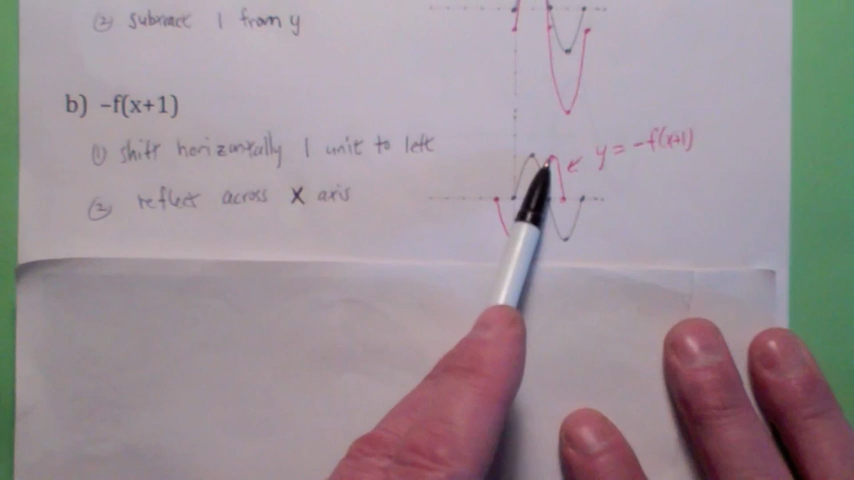 ② subtract 1 from y
b) -f(x+1)
① shift horizontally 1 unit to left
② reflect across X axis
y = -f(x+1)